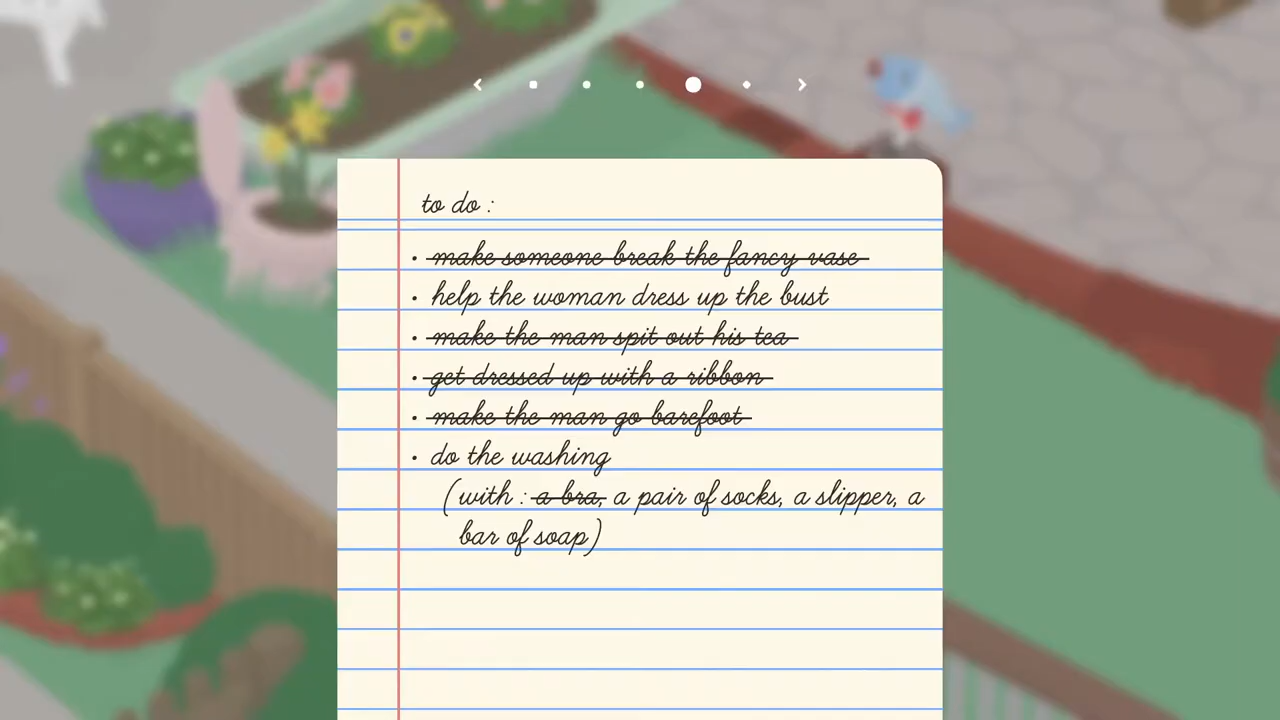 to do :
• make someone break the fancy vase
• help the woman dress up the bust
• make the man spit out his tea
• get dressed up with a ribbon
• make the man go barefoot
• do the washing
(with : a bra, a pair of socks, a slipper, a
bar of soap)